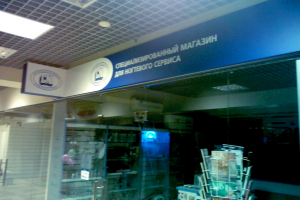 СПЕЦИАЛИЗИРОВАННЫЙ МАГАЗИН
ДЛЯ НОГТЕВОГО СЕРВИСА